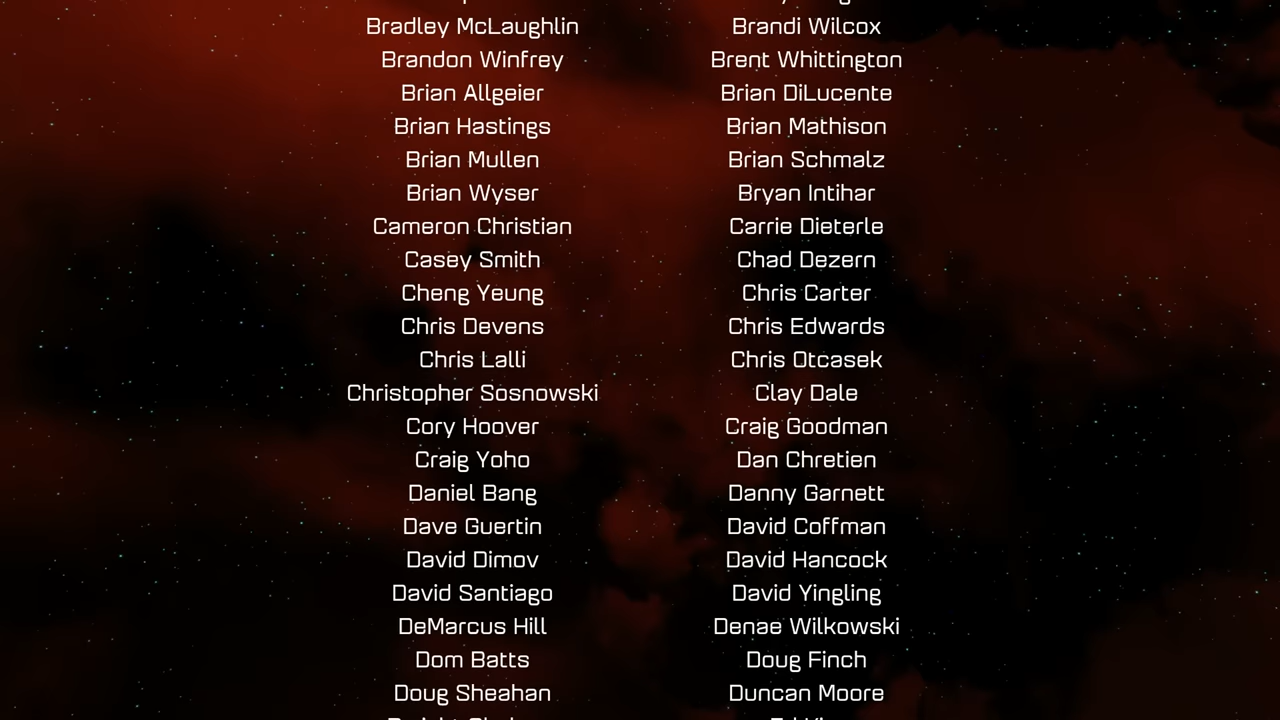 Bradley McLaughlin Brandi Wilcox
Brandon Winfrey Brent Whittington
Brian Allgeier Brian DiLucente
Brian Hastings Brian Mathison
Brian Mullen Brian Schmalz
Brian Wyser Bryan Intihar
Cameron Christian Carrie Dieterle
Casey Smith Chad Dezern
Cheng Yeung Chris Carter
Chris Devens Chris Edwards
Chris Lalli Chris Otcasek
Christopher Sosnowski Clay Dale
Cory Hoover Craig Goodman
Craig Yoho Dan Chretien
Daniel Bang Danny Garnett
Dave Guertin David Coffman
David Dimov David Hancock
David Santiago David Yingling
DeMarcus Hill Denae Wilkowski
Dom Batts Doug Finch
Doug Sheahan Duncan Moore